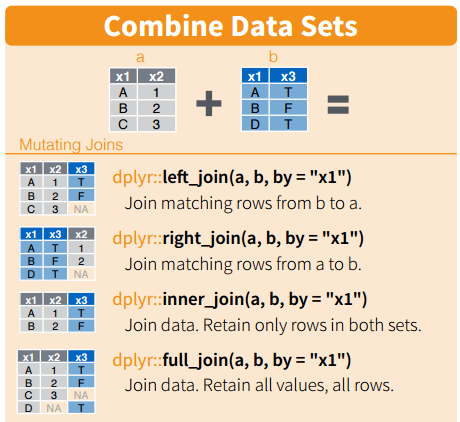 Combine Data Sets
a b
x1 x2 x1 x3
A 1 + A T =
B 2 B F
C 3 D T
Mutating Joins
x1 x2 x3
A 1 T
B 2 F
C 3 NA
dplyr::left_join(a, b, by = "x1")
Join matching rows from b to a.
x1 x3 x2
A T 1
B F 2
D T NA
dplyr::right_join(a, b, by = "x1")
Join matching rows from a to b.
x1 x2 x3
A 1 T
B 2 F
dplyr::inner_join(a, b, by = "x1")
Join data. Retain only rows in both sets.
x1 x2 x3
A 1 T
B 2 F
C 3 NA
D NA T
dplyr::full_join(a, b, by = "x1")
Join data. Retain all values, all rows.